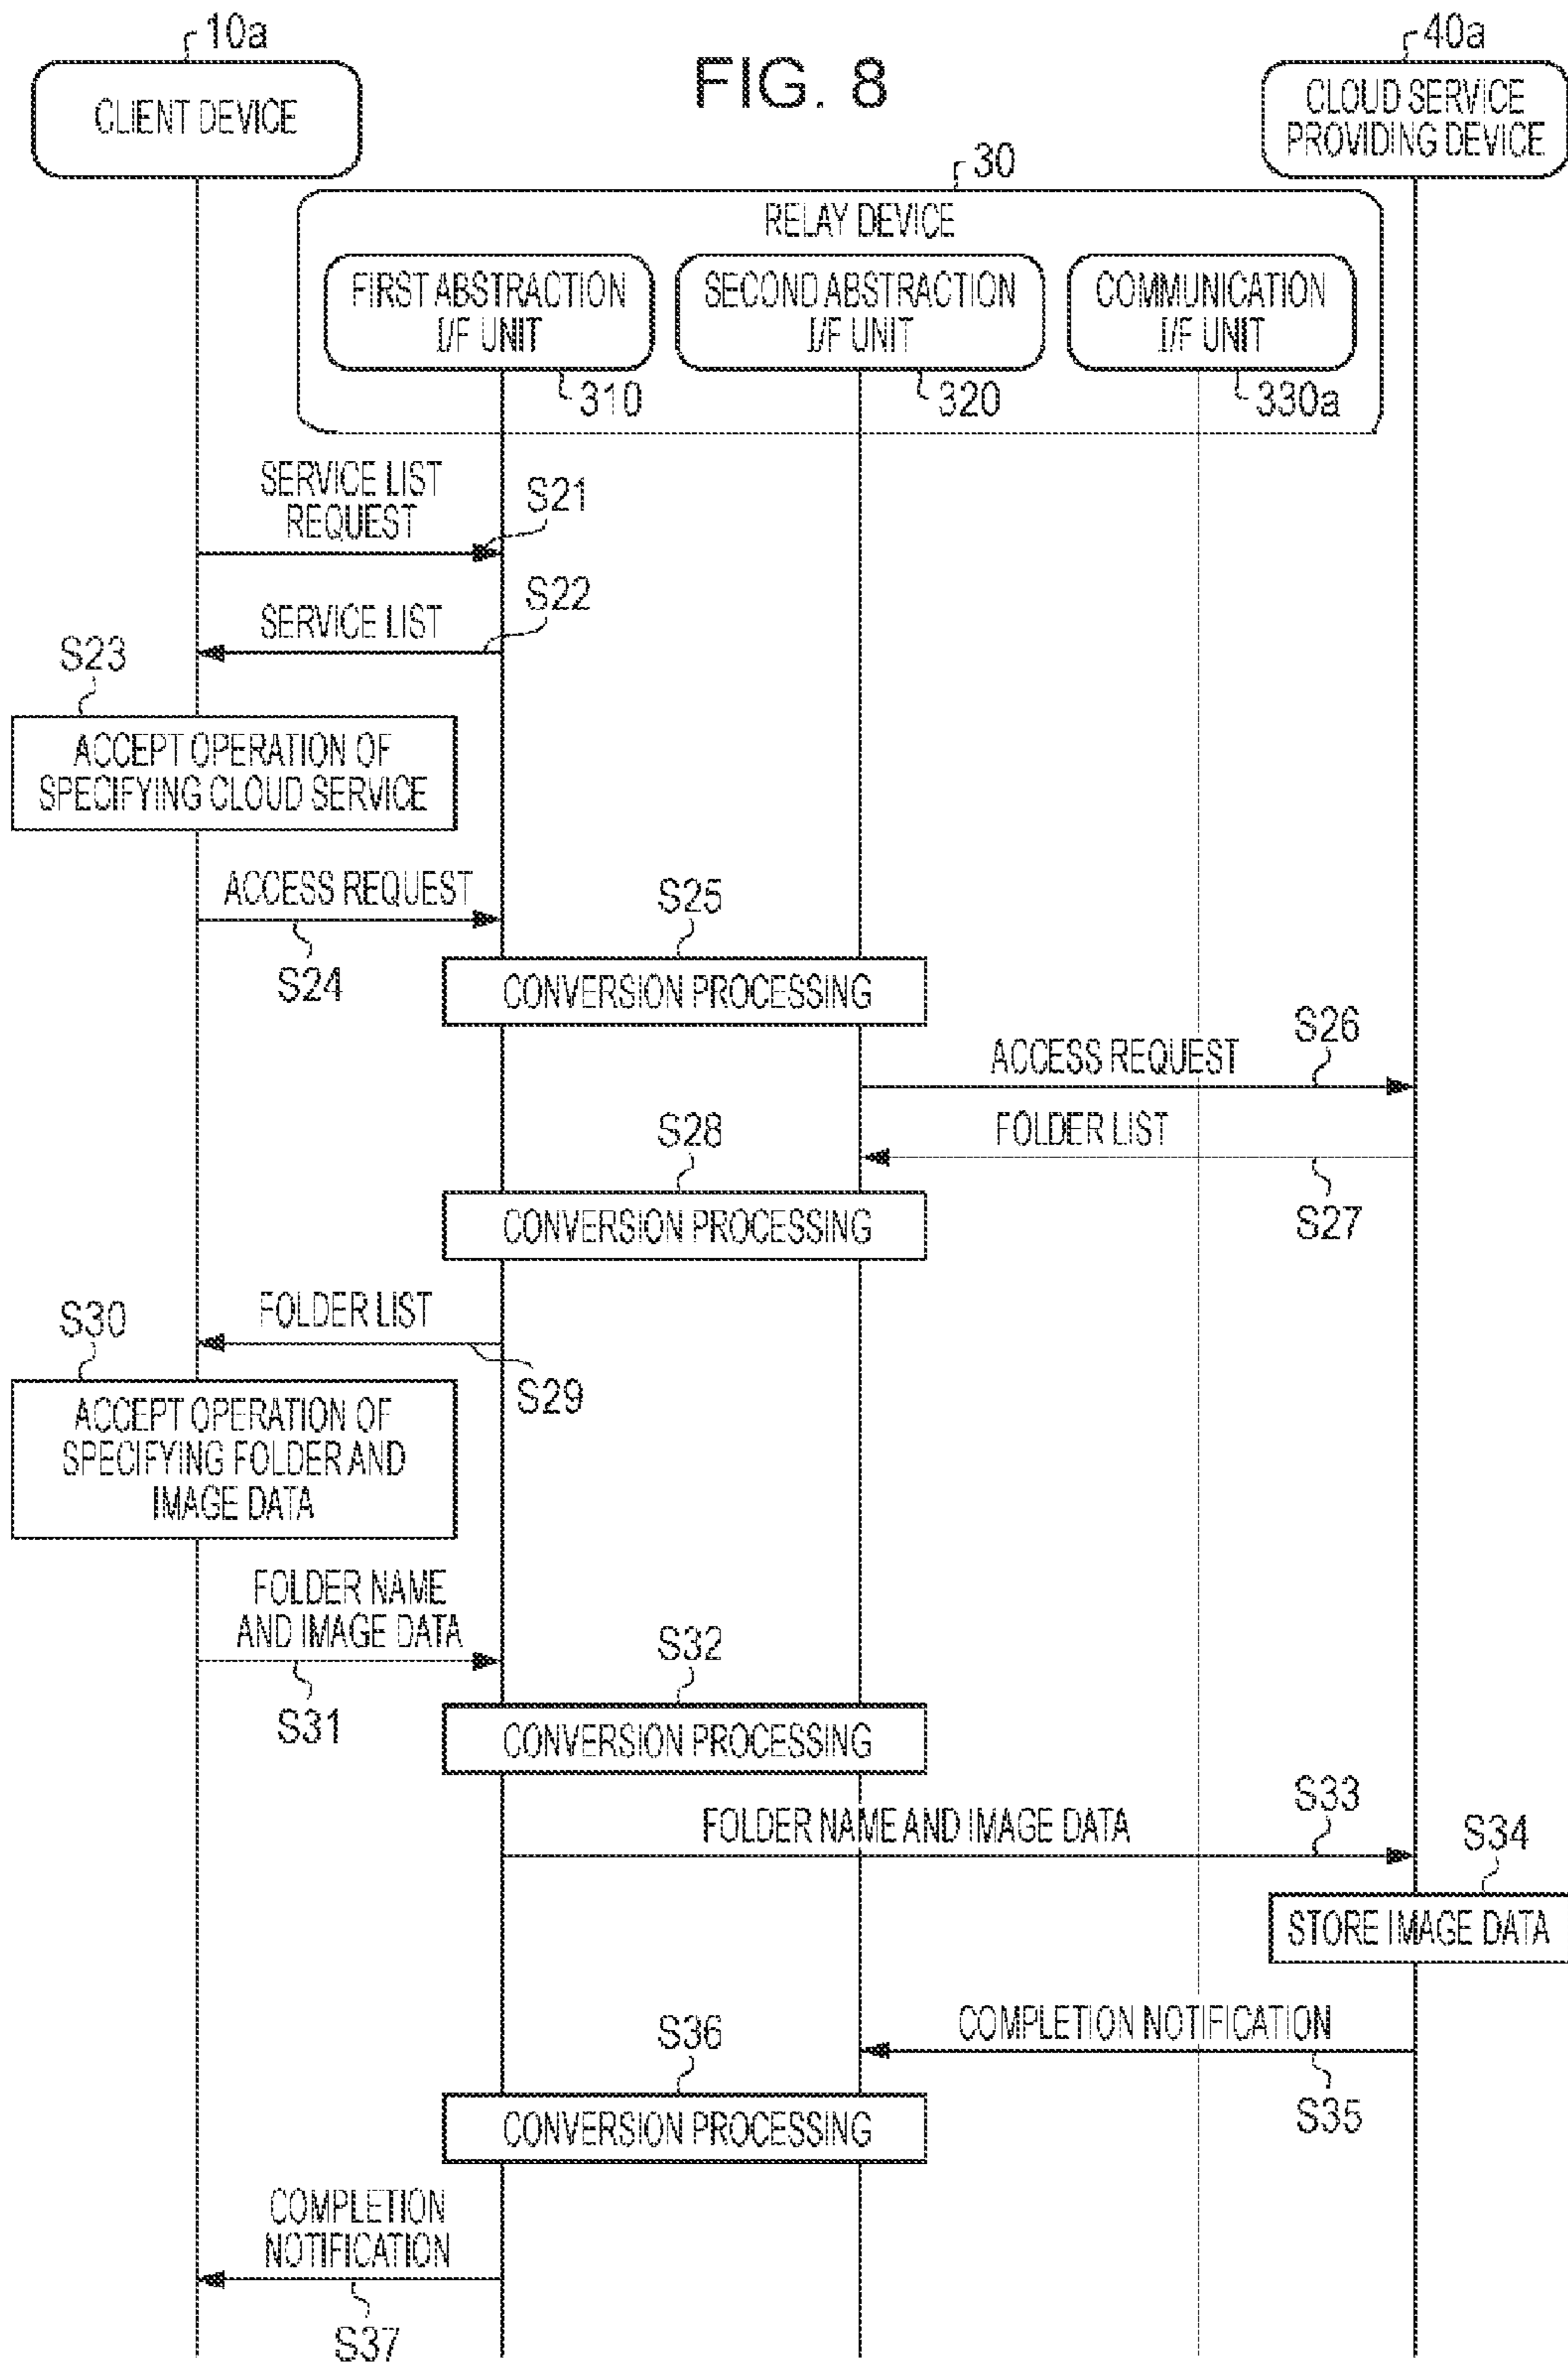 FIG. 8
10a
CLIENT DEVICE
40a
CLOUD SERVICE
PROVIDING DEVICE
30
RELAY DEVICE
FIRST ABSTRACTION
I/F UNIT
310
SECOND ABSTRACTION
I/F UNIT
320
COMMUNICATION
I/F UNIT
330a
SERVICE LIST
REQUEST
S21
SERVICE LIST
S22
S23
ACCEPT OPERATION OF
SPECIFYING CLOUD SERVICE
ACCESS REQUEST
S24
S25
CONVERSION PROCESSING
ACCESS REQUEST
S26
FOLDER LIST
S27
S28
CONVERSION PROCESSING
FOLDER LIST
S29
S30
ACCEPT OPERATION OF
SPECIFYING FOLDER AND
IMAGE DATA
FOLDER NAME
AND IMAGE DATA
S31
S32
CONVERSION PROCESSING
FOLDER NAME AND IMAGE DATA
S33
S34
STORE IMAGE DATA
COMPLETION NOTIFICATION
S35
S36
CONVERSION PROCESSING
COMPLETION
NOTIFICATION
S37